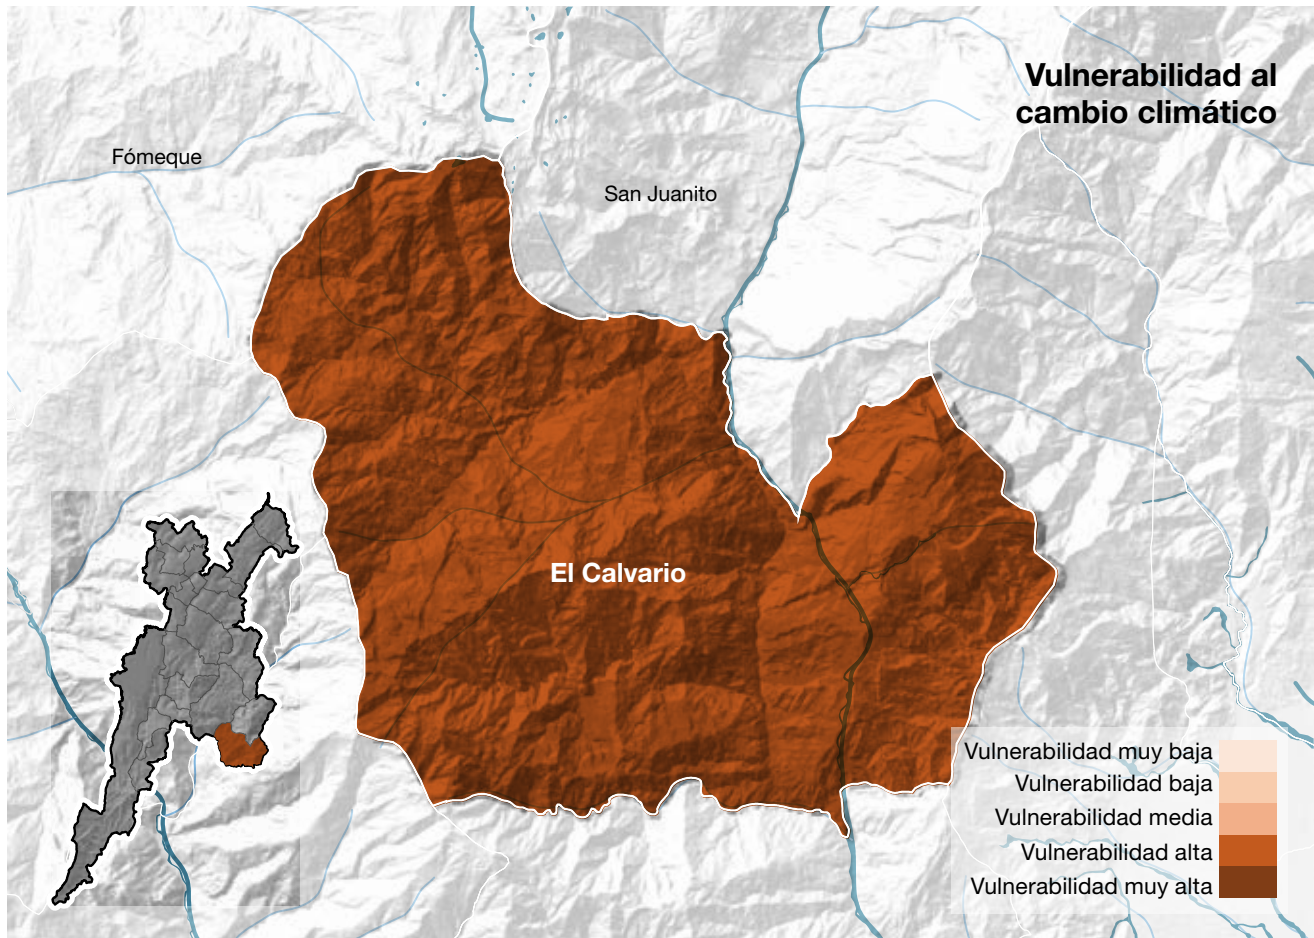 Vulnerabilidad al
cambio climático
Fómeque
San Juanito
El Calvario
Vulnerabilidad muy baja
Vulnerabilidad baja
Vulnerabilidad media
Vulnerabilidad alta
Vulnerabilidad muy alta